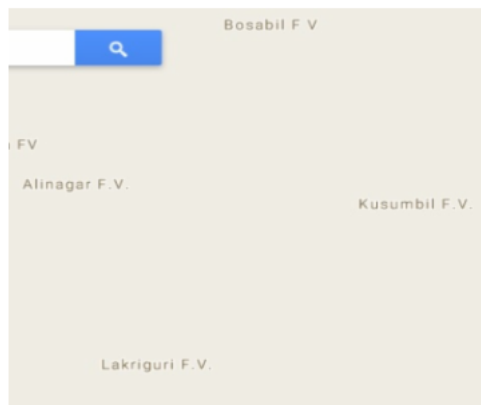 Bosabil F V
FV
Alinagar F.V.
Kusumbil F.V.
Lakriguri F.V.